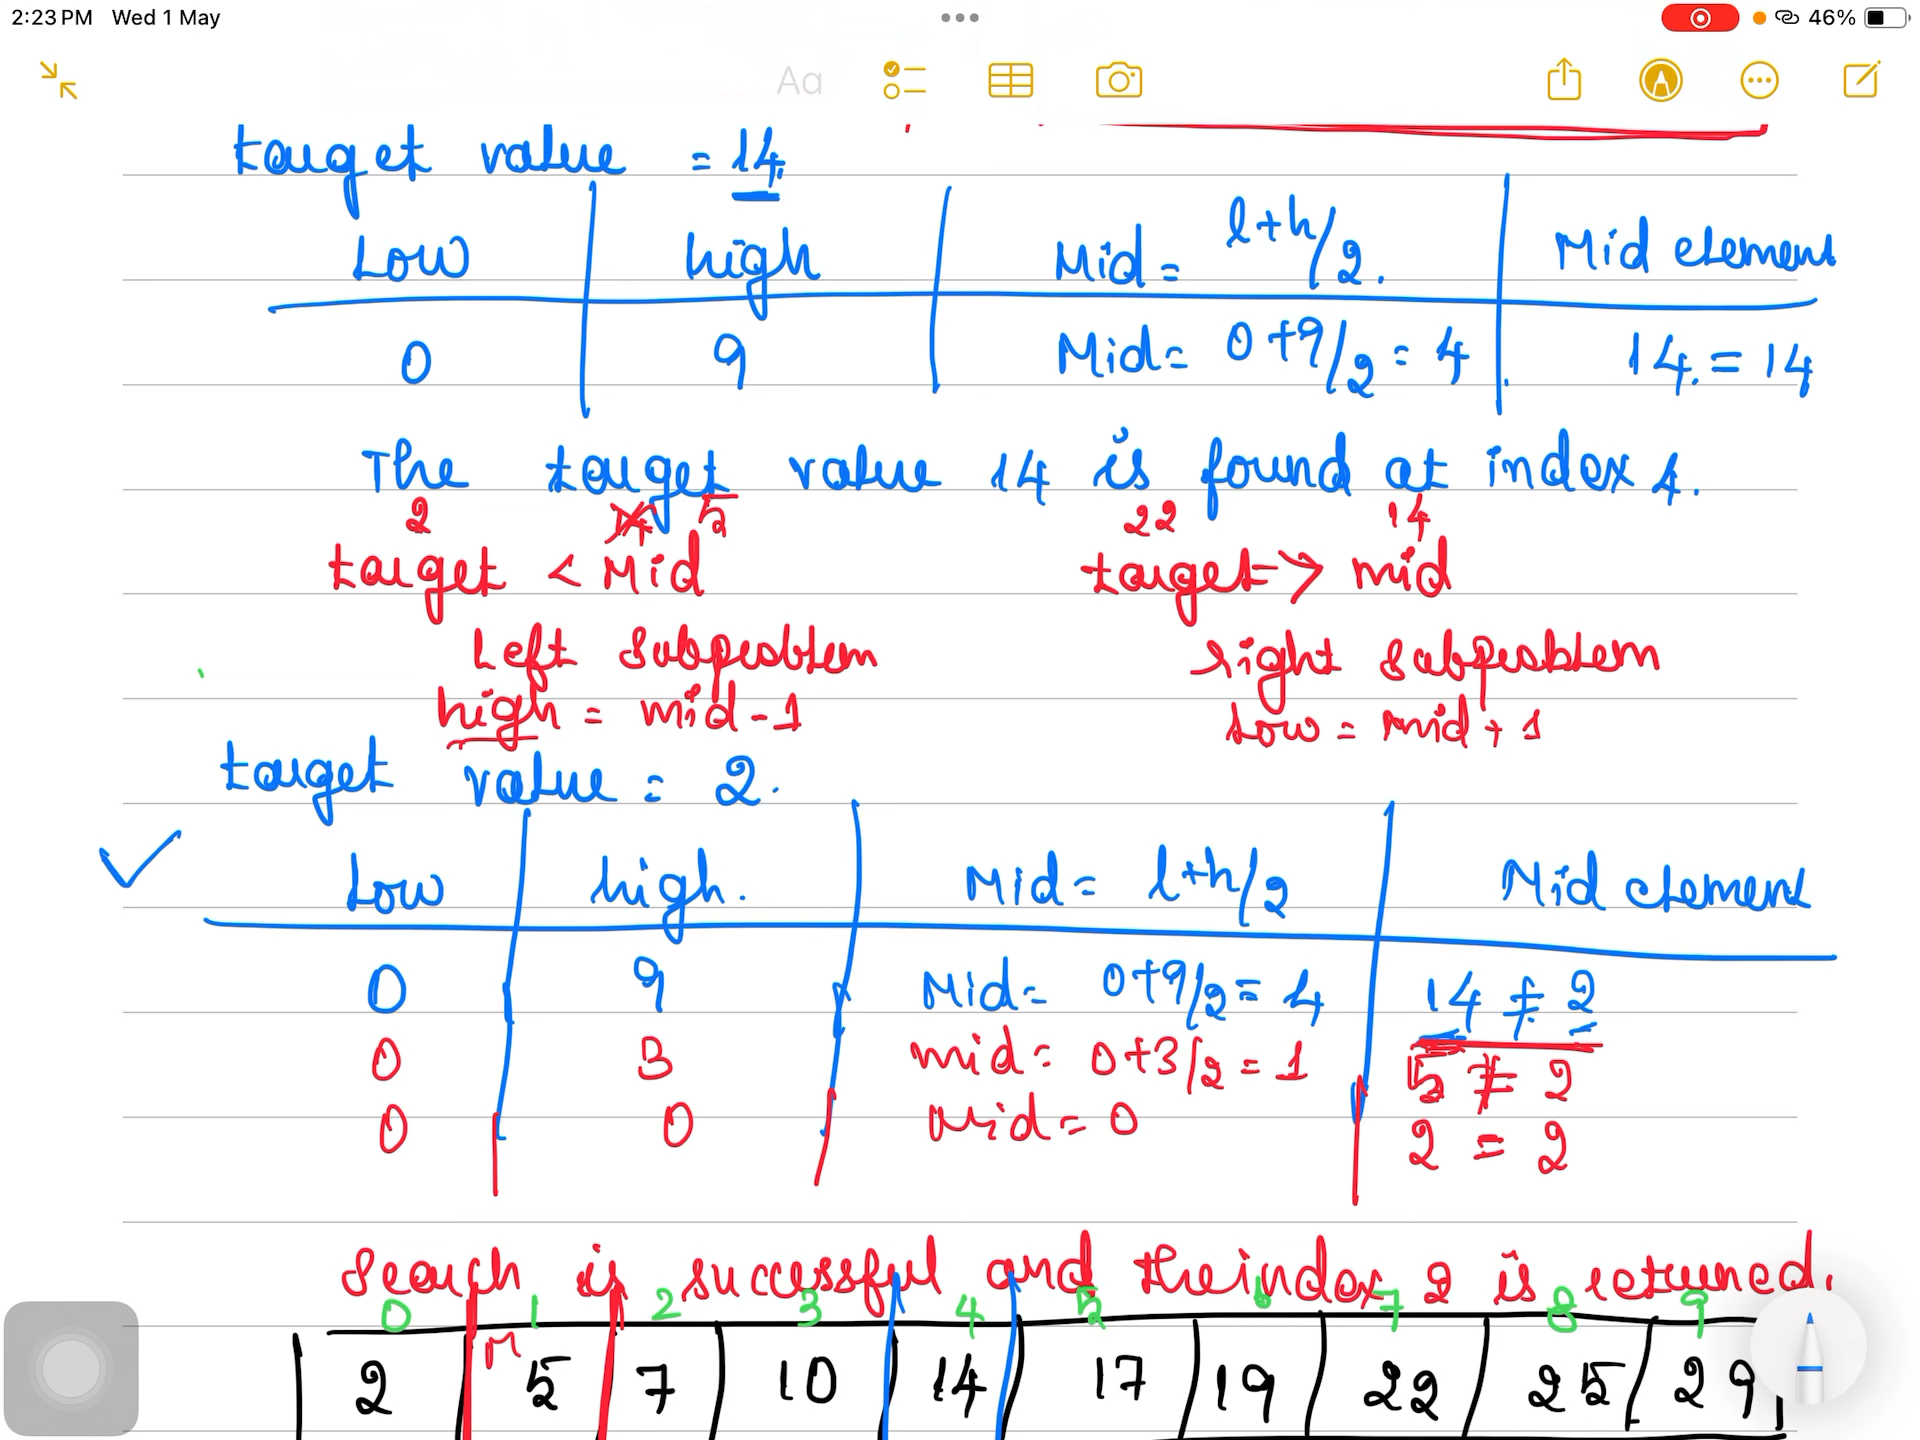 2:23 PM Wed 1 May 46%
Aa
target value = 14
Low high Mid = l+h/2. Mid element
0 9 Mid= 0+9/2 = 4 14. = 14
The target value 14 is found at index 4.
2 14 5 22 14
target < Mid target > mid
Left Subproblem right Subproblem
high = mid-1 Low = mid+1
target value = 2.
Low high. Mid= l+h/2 Mid element
0 9 Mid= 0+9/2= 4 14 ≠ 2
0 3 mid= 0+3/2 = 1 5 ≠ 2
0 0 Mid= 0 2 = 2
Search is successful and the index 2 is returned.
0 1 2 3 4 5 6 7 8 9
M
2 5 7 10 14 17 19 22 25 29